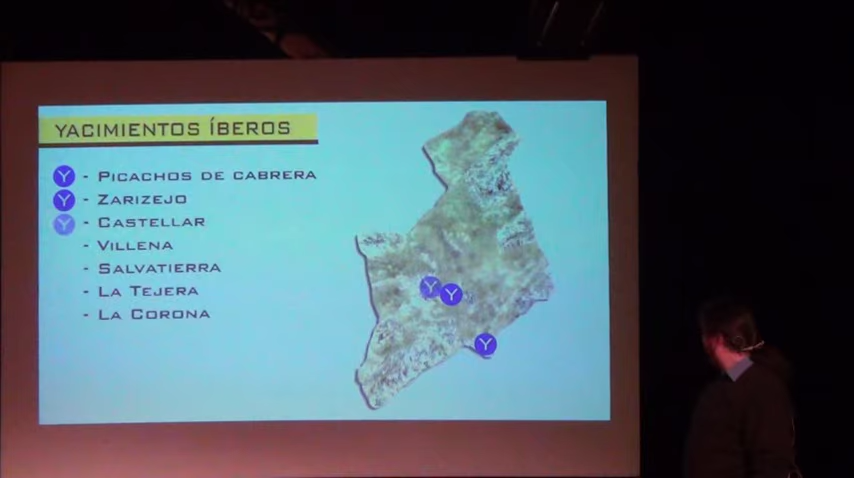 YACIMIENTOS ÍBEROS
Y - PICACHOS DE CABRERA
Y - ZARIZEJO
Y - CASTELLAR
- VILLENA
- SALVATIERRA
- LA TEJERA
- LA CORONA
Y
Y
Y